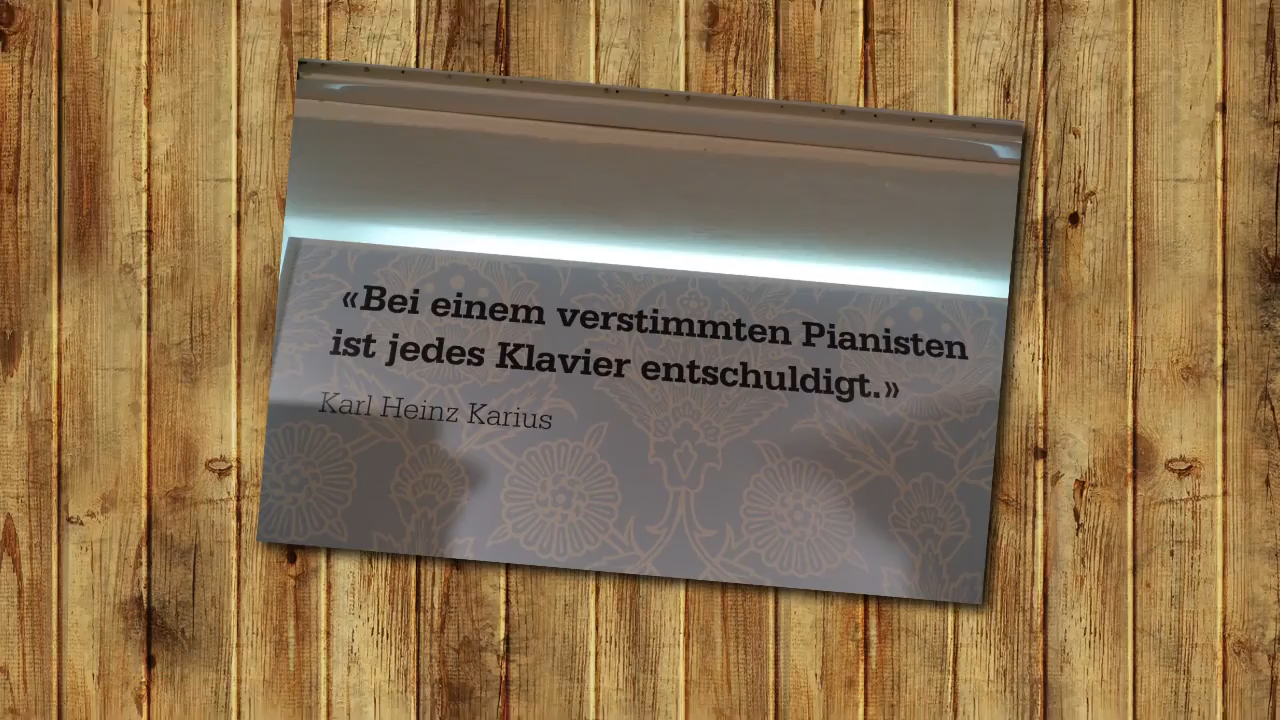 «Bei einem verstimmten Pianisten
ist jedes Klavier entschuldigt.»
Karl Heinz Karius